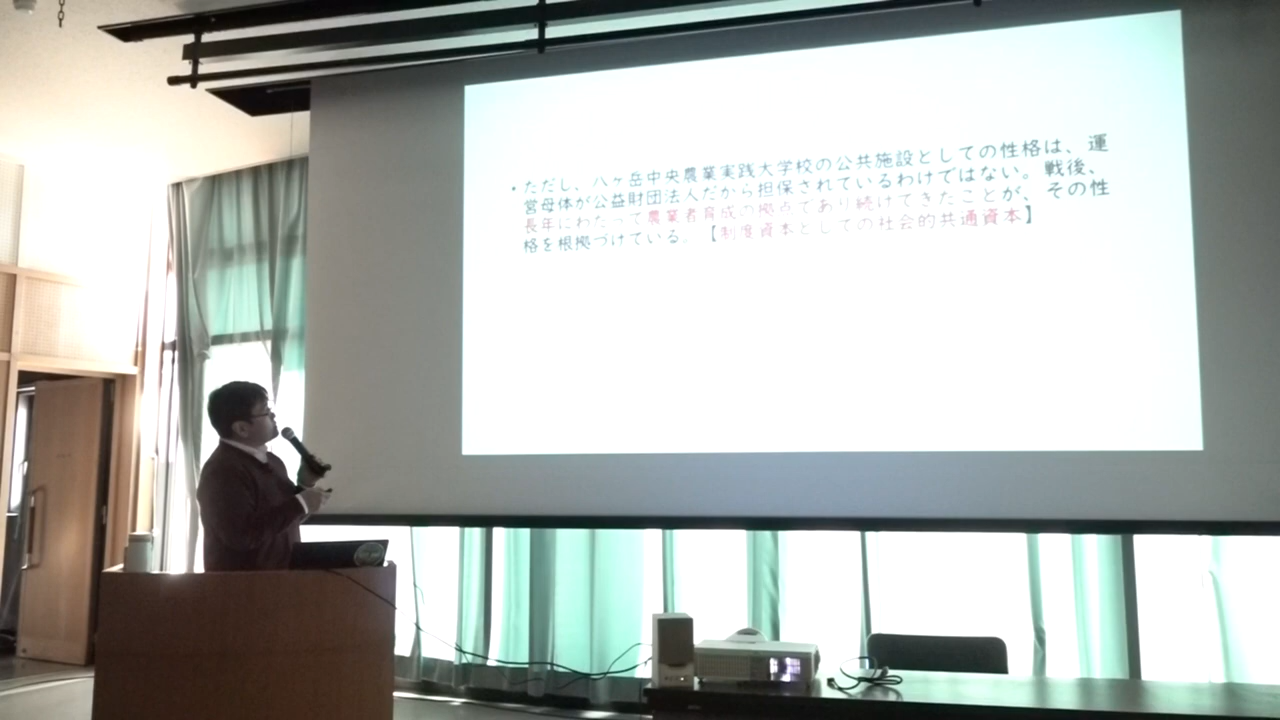 ・ただし、八ヶ岳中央農業実践大学校の公共施設としての性格は、運
営母体が公益財団法人だから担保されているわけではない。戦後、
長年にわたって農業者育成の拠点であり続けてきたことが、その性
格を根拠づけている。【制度資本としての社会的共通資本】